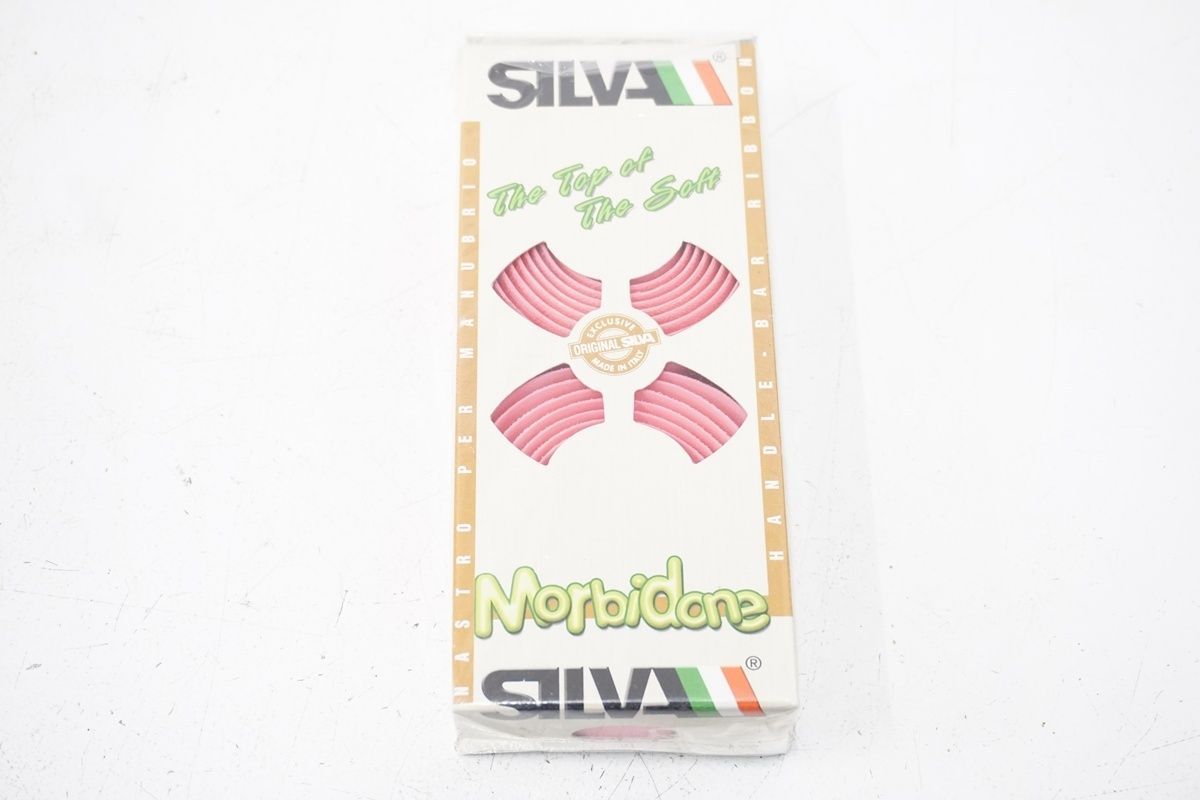 SILVA®
The Top of
The Soft
EXCLUSIVE
ORIGINAL SILVA
MADE IN ITALY
NASTRO PER MANUBRIO
HANDLE-BAR RIBBON
Morbidone
SILVA®